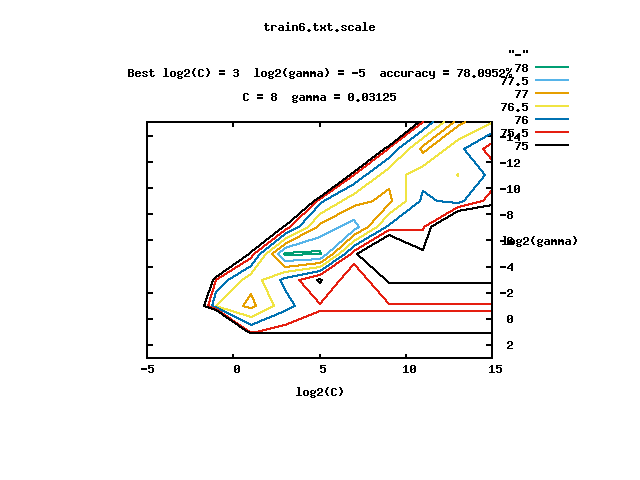 train6.txt.scale
"-"
Best log2(C) = 3  log2(gamma) = -5  accuracy = 78.0952%
C = 8  gamma = 0.03125
78
77.5
77
76.5
76
75.5
75
-14
-12
-10
-8
-6
-4
-2
0
2
log2(gamma)
-5 0 5 10 15
log2(C)